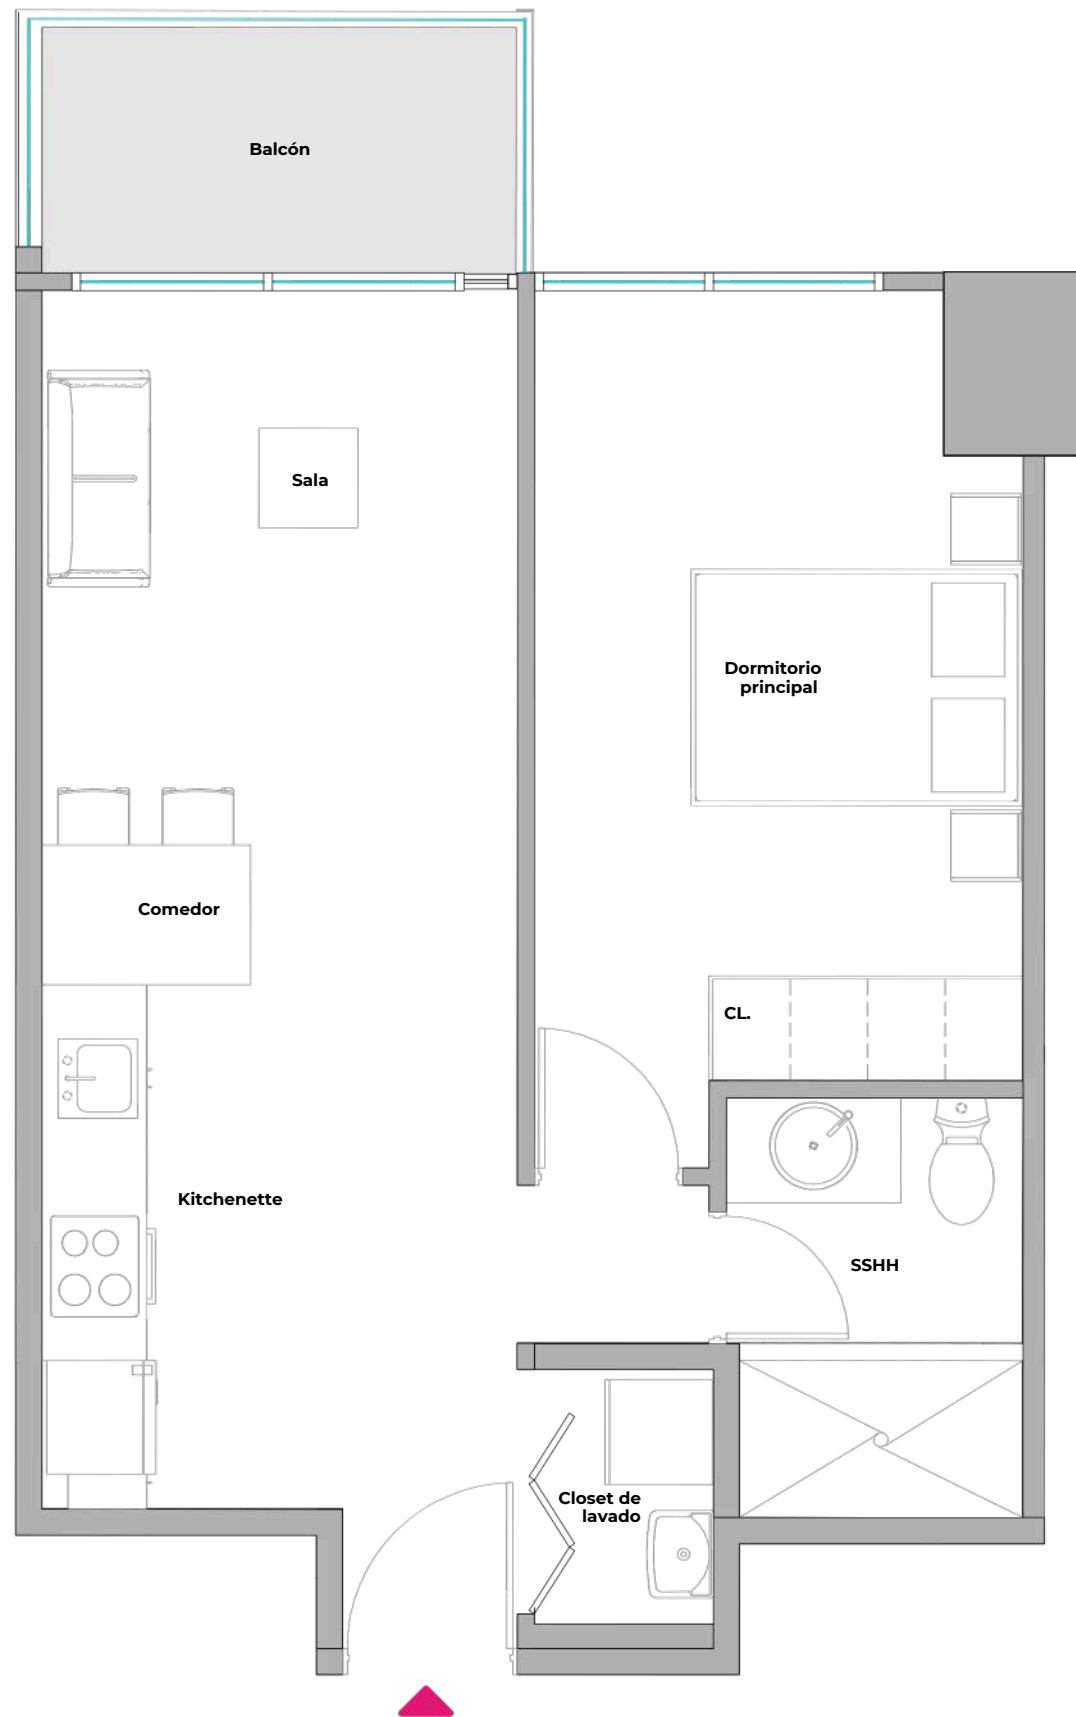 Balcón
Sala
Dormitorio
principal
Comedor
CL.
Kitchenette
SSHH
Closet de
lavado